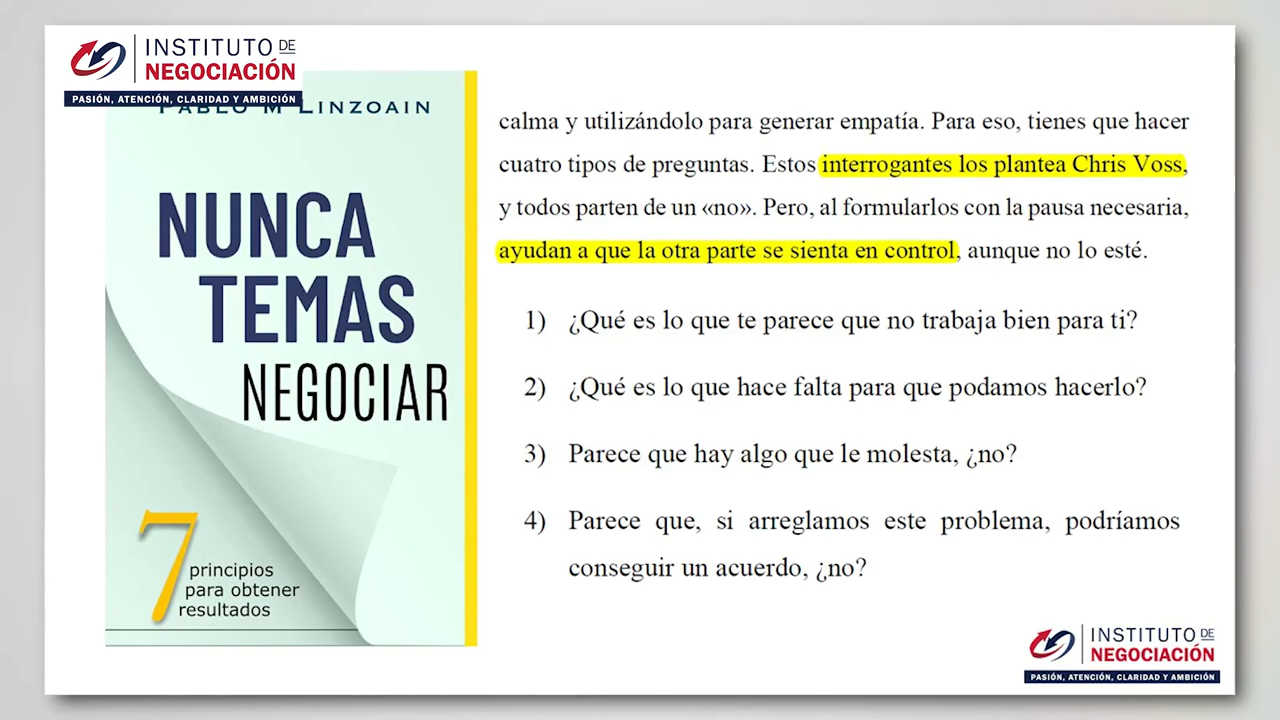 INSTITUTO DE
NEGOCIACIÓN
PASIÓN, ATENCIÓN, CLARIDAD Y AMBICIÓN
PABLO M LINZOAIN
NUNCA
TEMAS
NEGOCIAR
7
principios
para obtener
resultados
calma y utilizándolo para generar empatía. Para eso, tienes que hacer
cuatro tipos de preguntas. Estos interrogantes los plantea Chris Voss,
y todos parten de un «no». Pero, al formularlos con la pausa necesaria,
ayudan a que la otra parte se sienta en control, aunque no lo esté.
1) ¿Qué es lo que te parece que no trabaja bien para ti?
2) ¿Qué es lo que hace falta para que podamos hacerlo?
3) Parece que hay algo que le molesta, ¿no?
4) Parece que, si arreglamos este problema, podríamos
conseguir un acuerdo, ¿no?
INSTITUTO DE
NEGOCIACIÓN
PASIÓN, ATENCIÓN, CLARIDAD Y AMBICIÓN